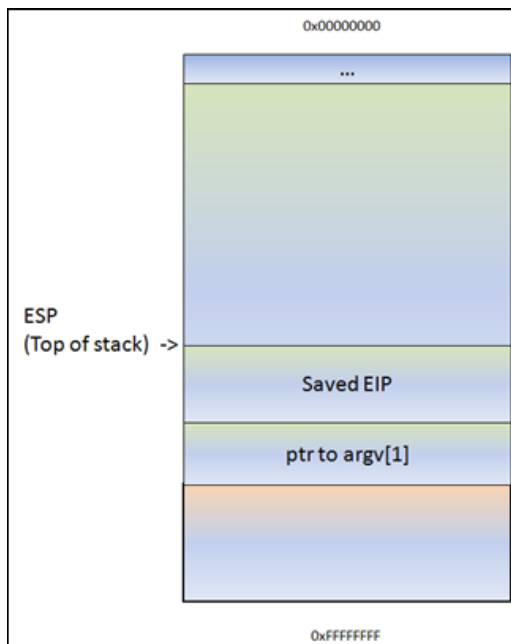 0x00000000
...
ESP
(Top of stack) ->
Saved EIP
ptr to argv[1]
0xFFFFFFFF